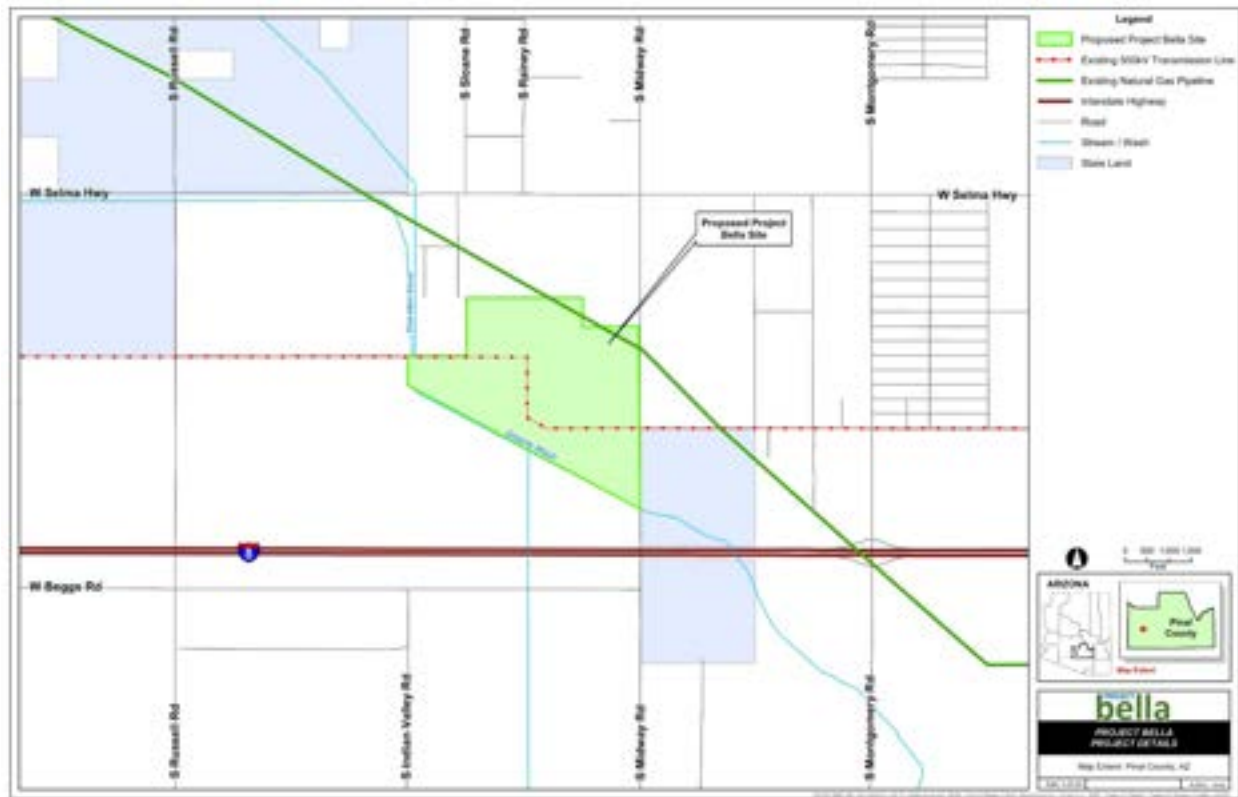 S Russell Rd
S Sloane Rd
S Rainey Rd
S Midway Rd
S Montgomery Rd
W Selma Hwy
W Selma Hwy
Proposed Project
Bella Site
8
W Beggs Rd
S Russell Rd
S Indian Valley Rd
S Midway Rd
S Montgomery Rd
Legend
Proposed Project Bella Site
Existing 500kV Transmission Line
Existing Natural Gas Pipeline
Interstate Highway
Road
Stream / Wash
State Land
Feet
ARIZONA
Pinal
County
Map Extent
bella
PROJECT BELLA
PROJECT DETAILS
Map Extent: Pinal County, AZ